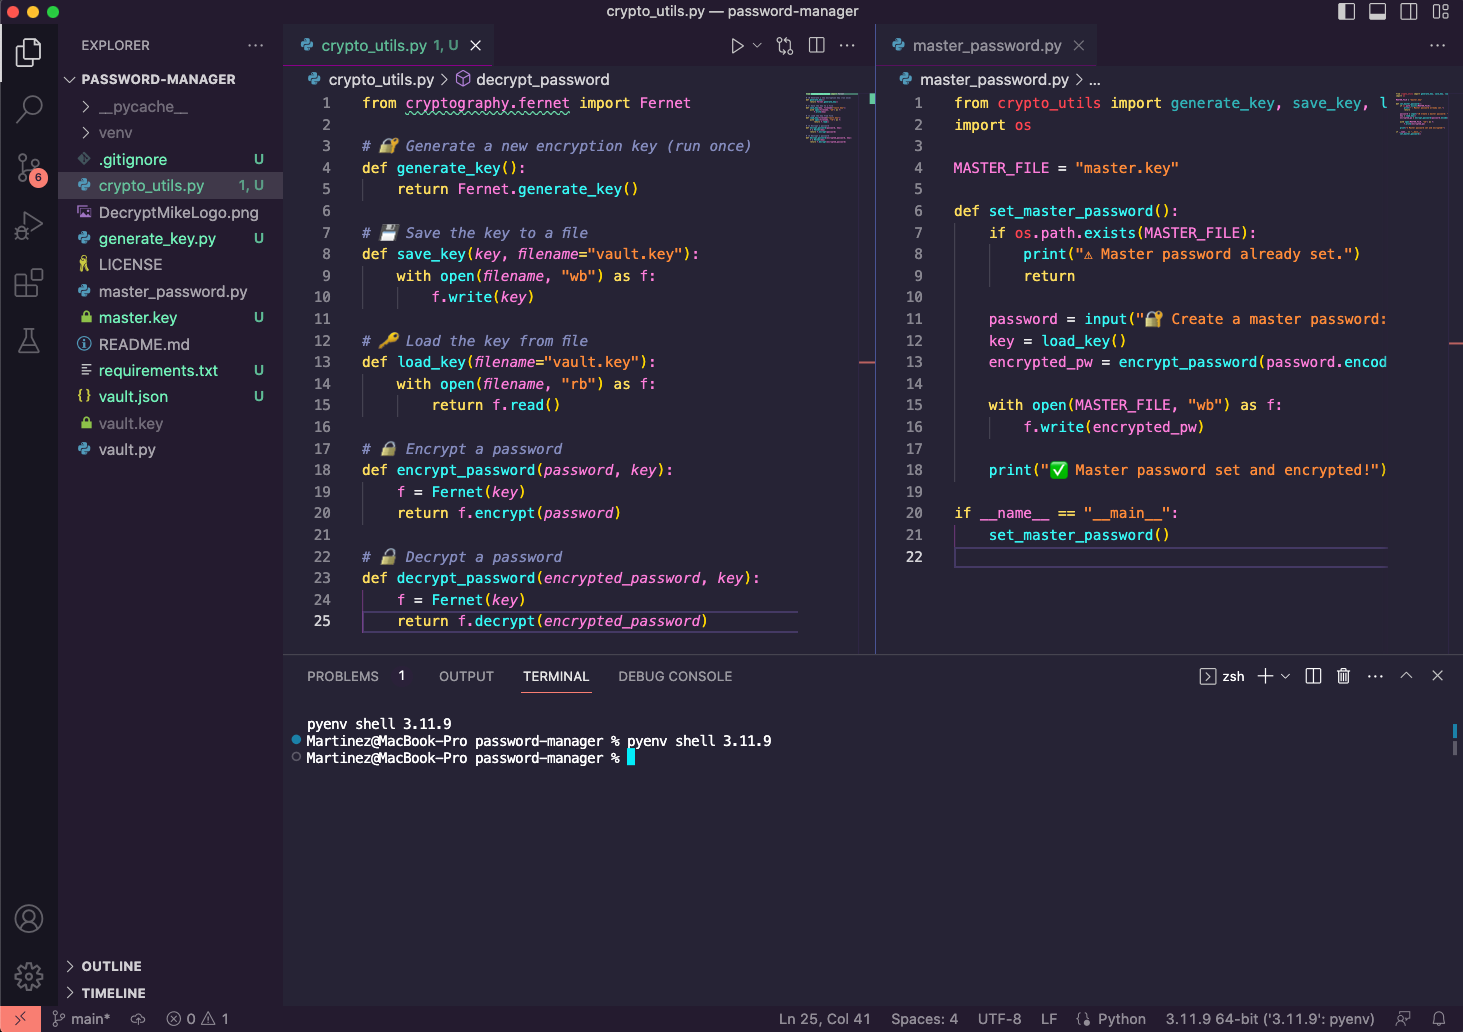 crypto_utils.py — password-manager
EXPLORER
PASSWORD-MANAGER
__pycache__
venv
.gitignore U
crypto_utils.py 1, U
DecryptMikeLogo.png
generate_key.py U
LICENSE
master_password.py
master.key U
README.md
requirements.txt U
vault.json U
vault.key
vault.py
OUTLINE
TIMELINE
6
crypto_utils.py 1, U
crypto_utils.py > decrypt_password
1 from cryptography.fernet import Fernet
2
3 # 🔐 Generate a new encryption key (run once)
4 def generate_key():
5 return Fernet.generate_key()
6
7 # 💾 Save the key to a file
8 def save_key(key, filename="vault.key"):
9 with open(filename, "wb") as f:
10 f.write(key)
11
12 # 🔑 Load the key from file
13 def load_key(filename="vault.key"):
14 with open(filename, "rb") as f:
15 return f.read()
16
17 # 🔒 Encrypt a password
18 def encrypt_password(password, key):
19 f = Fernet(key)
20 return f.encrypt(password)
21
22 # 🔓 Decrypt a password
23 def decrypt_password(encrypted_password, key):
24 f = Fernet(key)
25 return f.decrypt(encrypted_password)
master_password.py
master_password.py > ...
1 from crypto_utils import generate_key, save_key, l
2 import os
3
4 MASTER_FILE = "master.key"
5
6 def set_master_password():
7 if os.path.exists(MASTER_FILE):
8 print("⚠ Master password already set.")
9 return
10
11 password = input("🔐 Create a master password:
12 key = load_key()
13 encrypted_pw = encrypt_password(password.encod
14
15 with open(MASTER_FILE, "wb") as f:
16 f.write(encrypted_pw)
17
18 print("✅ Master password set and encrypted!")
19
20 if __name__ == "__main__":
21 set_master_password()
22
PROBLEMS 1 OUTPUT TERMINAL DEBUG CONSOLE
zsh
pyenv shell 3.11.9
Martinez@MacBook-Pro password-manager % pyenv shell 3.11.9
Martinez@MacBook-Pro password-manager %
main* 0 1
Ln 25, Col 41 Spaces: 4 UTF-8 LF Python 3.11.9 64-bit ('3.11.9': pyenv)